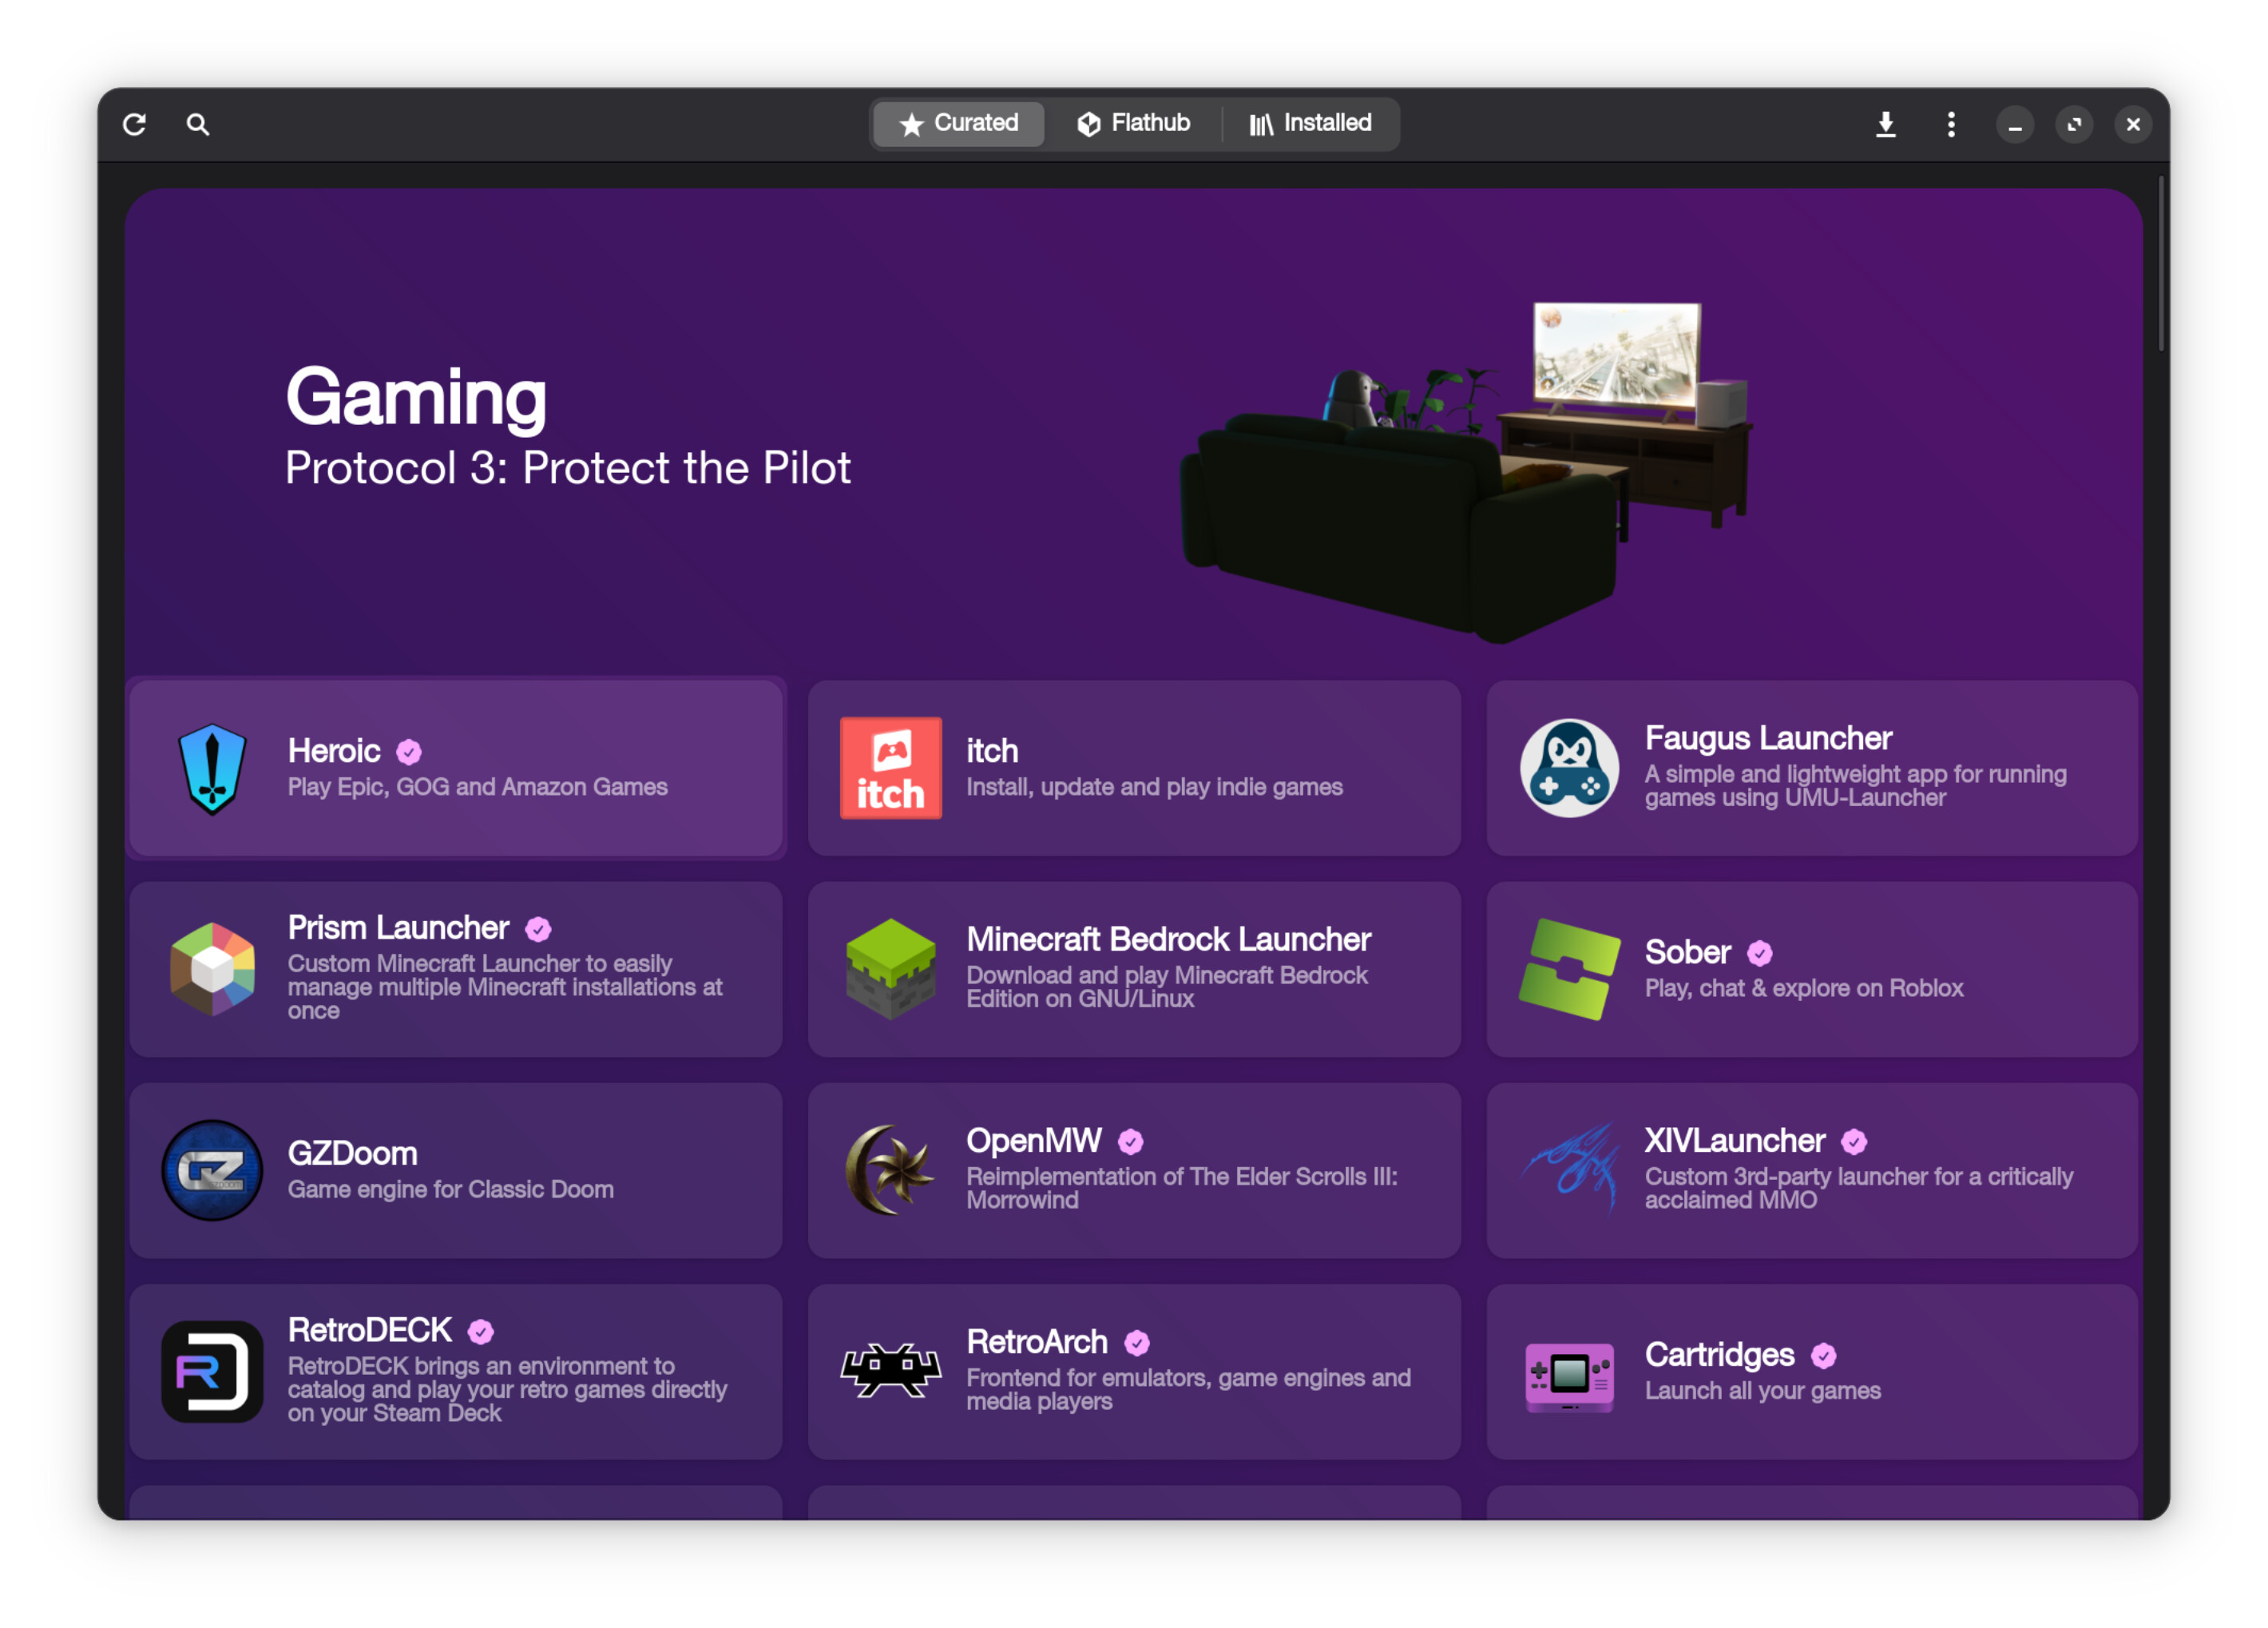 Curated
Flathub
Installed
Gaming
Protocol 3: Protect the Pilot
Heroic
Play Epic, GOG and Amazon Games
itch
itch
Install, update and play indie games
Faugus Launcher
A simple and lightweight app for running
games using UMU-Launcher
Prism Launcher
Custom Minecraft Launcher to easily
manage multiple Minecraft installations at
once
Minecraft Bedrock Launcher
Download and play Minecraft Bedrock
Edition on GNU/Linux
Sober
Play, chat & explore on Roblox
GZ
GZDoom
Game engine for Classic Doom
OpenMW
Reimplementation of The Elder Scrolls III:
Morrowind
XIVLauncher
Custom 3rd-party launcher for a critically
acclaimed MMO
RetroDECK
RetroDECK brings an environment to
catalog and play your retro games directly
on your Steam Deck
RetroArch
Frontend for emulators, game engines and
media players
Cartridges
Launch all your games